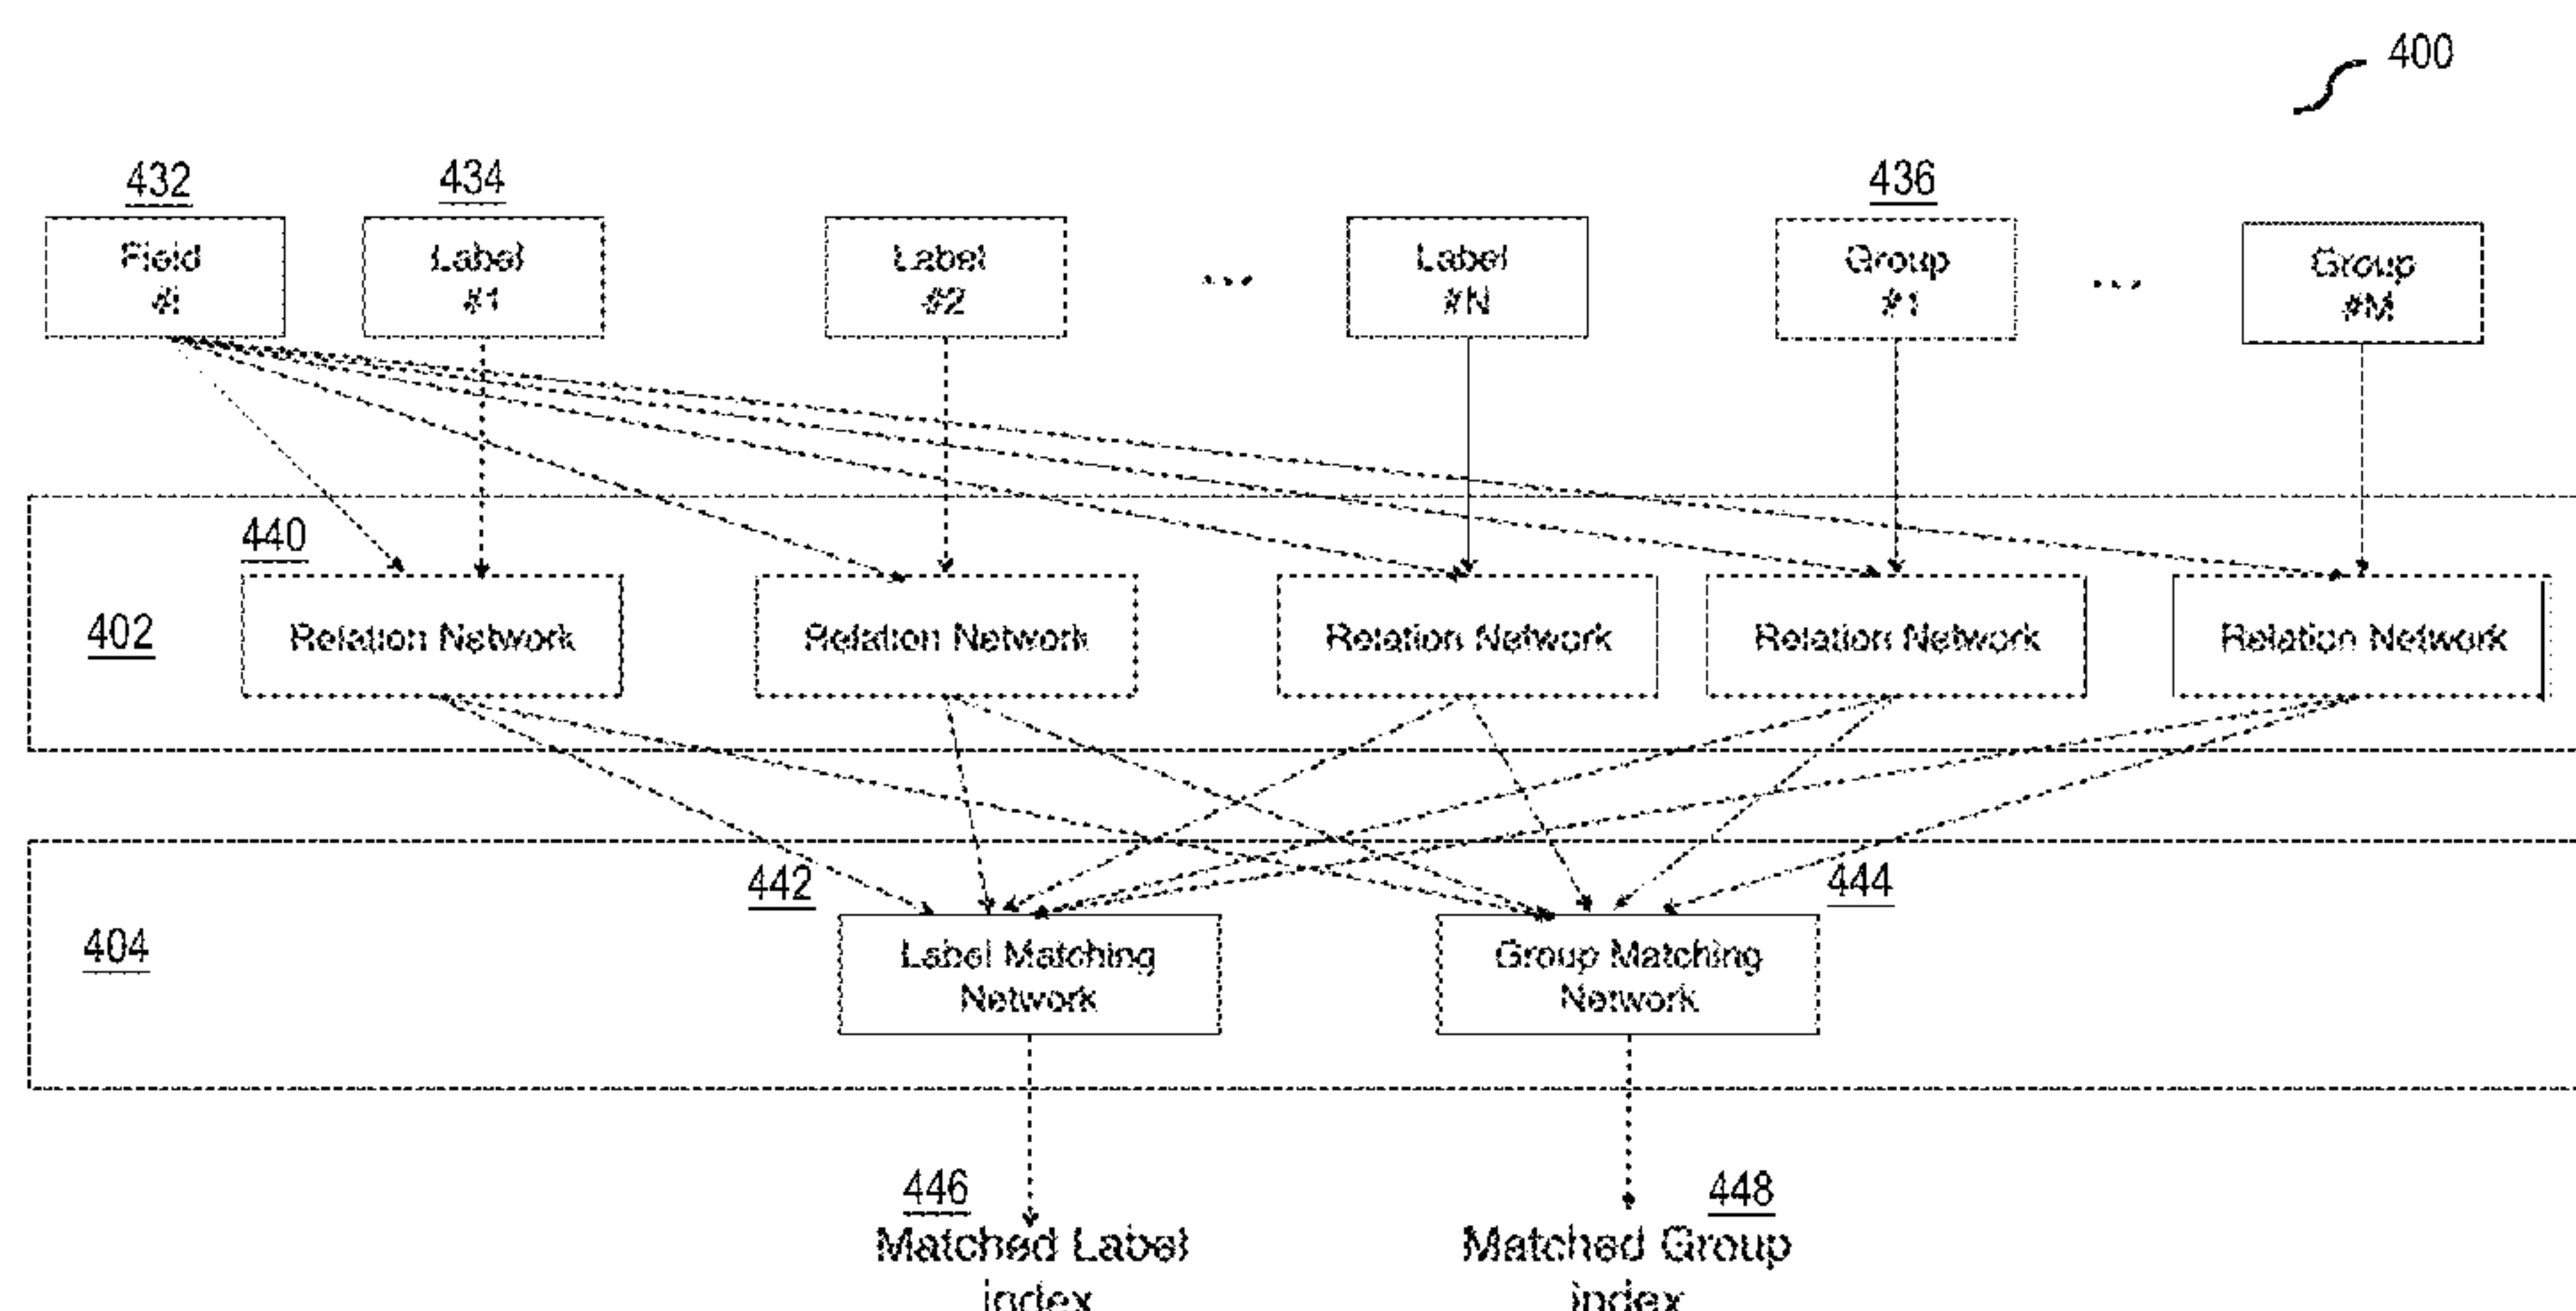 400
432
434
436
Field
#i
Label
#1
Label
#2
...
Label
#N
Group
#1
...
Group
#M
440
402
Relation Network
Relation Network
Relation Network
Relation Network
Relation Network
442
444
404
Label Matching
Network
Group Matching
Network
446
448
Matched Label
index
Matched Group
index